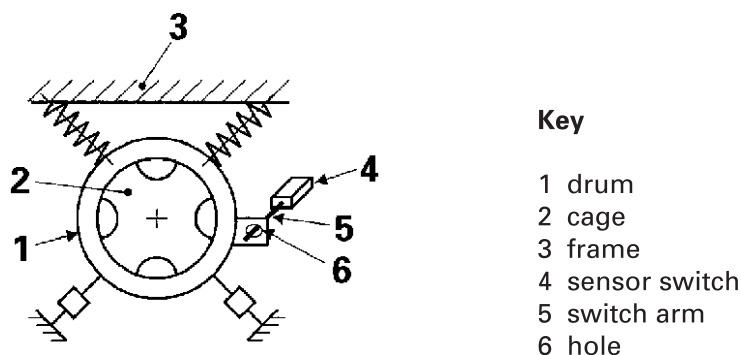 3
2
4
1
5
6
Key
1 drum
2 cage
3 frame
4 sensor switch
5 switch arm
6 hole